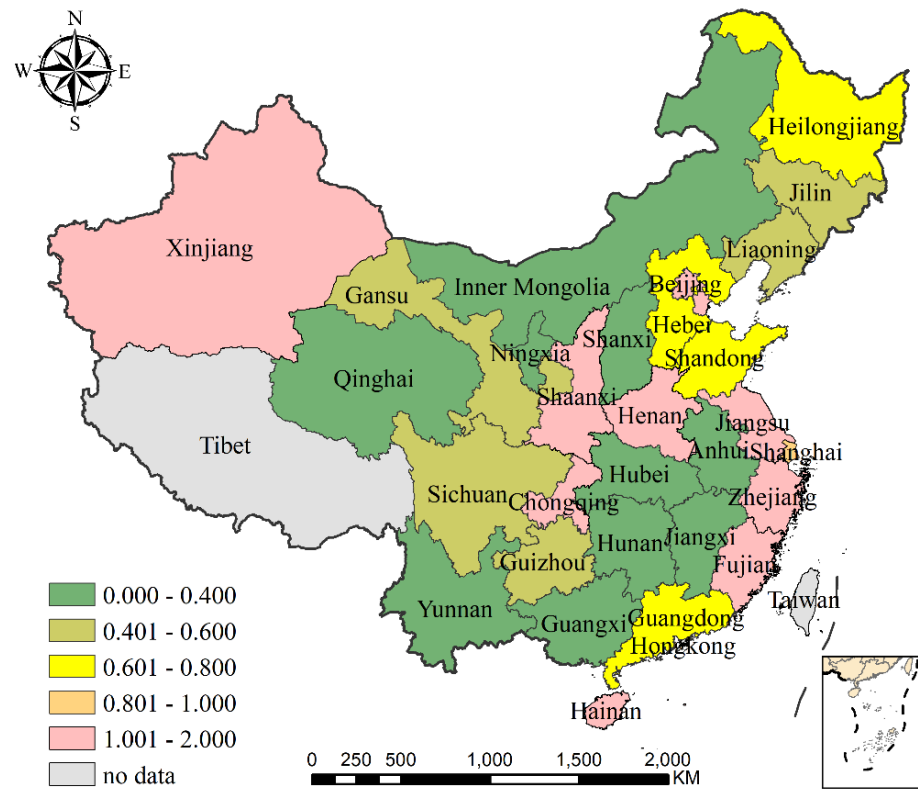 N
W E
S
Heilongjiang
Jilin
Liaoning
Xinjiang
Gansu
Inner Mongolia
Beijing
Hebei
Shanxi
Ningxia
Shandong
Qinghai
Shaanxi
Henan
Jiangsu
Tibet
Anhui
Shanghai
Hubei
Sichuan
Chongqing
Zhejiang
Hunan
Jiangxi
Guizhou
Fujian
Taiwan
Yunnan
Guangxi
Guangdong
Hongkong
Hainan
0.000 - 0.400
0.401 - 0.600
0.601 - 0.800
0.801 - 1.000
1.001 - 2.000
no data
0 250 500 1,000 1,500 2,000
KM